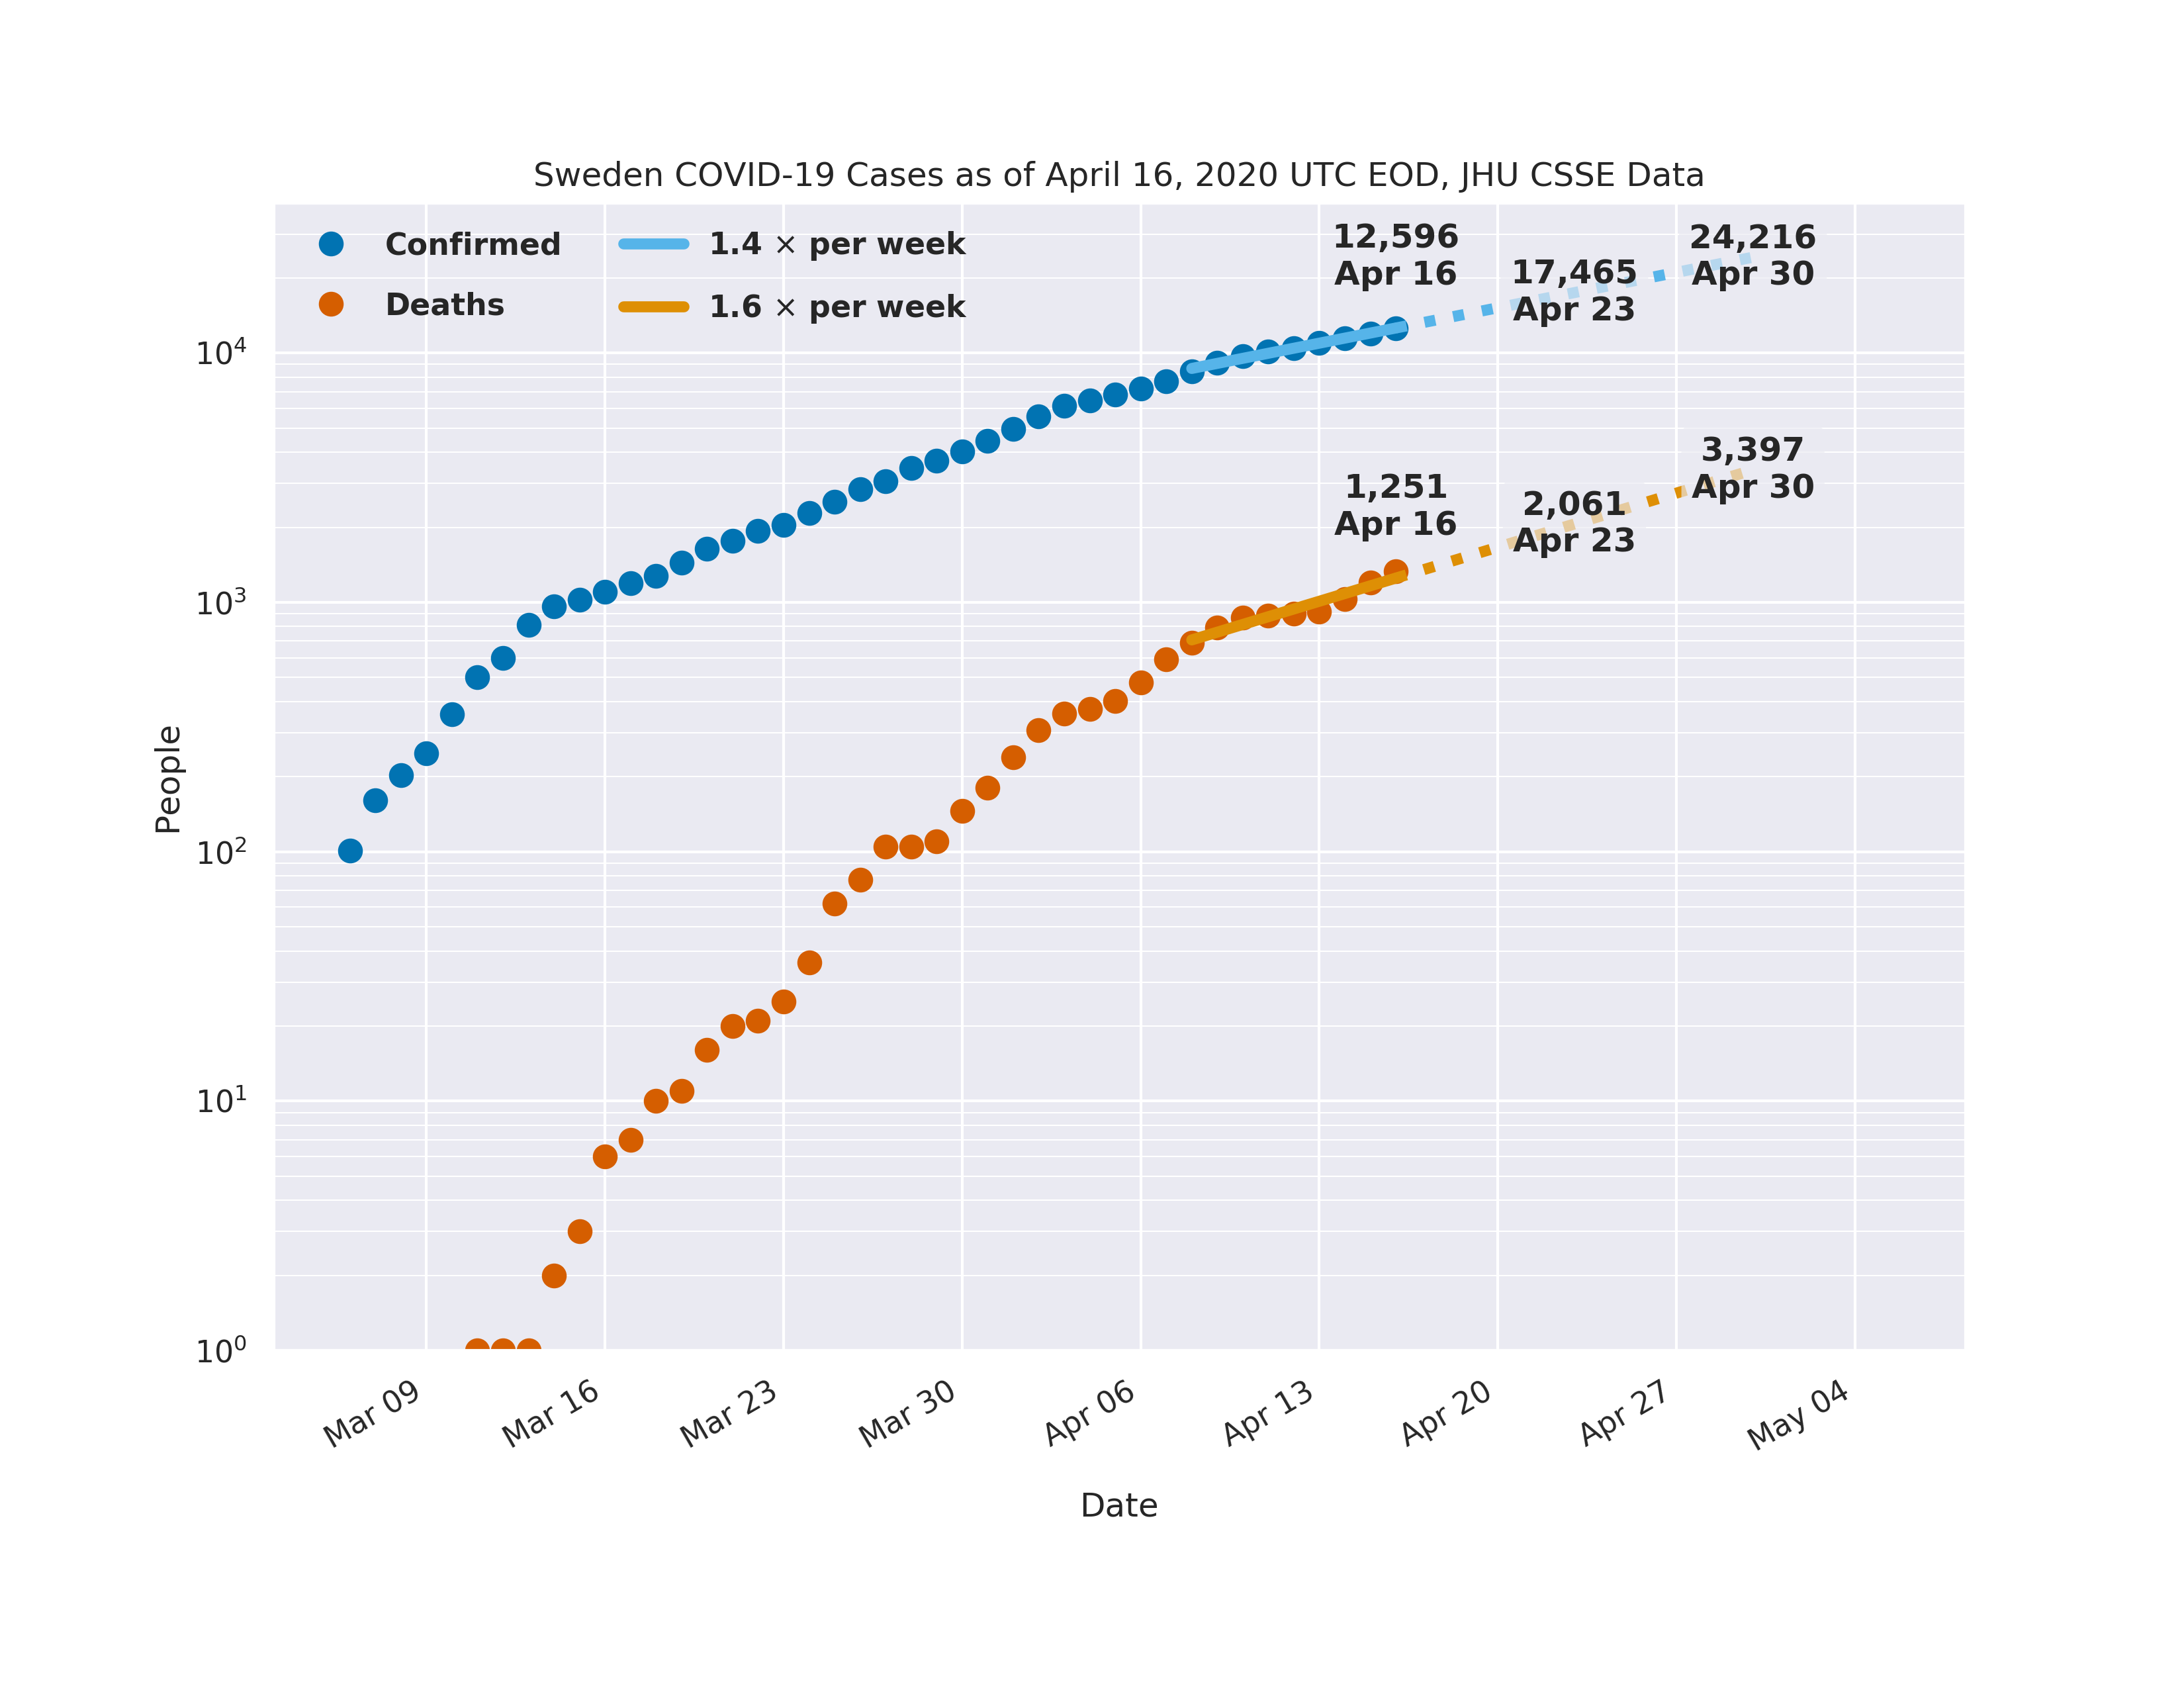 Sweden COVID-19 Cases as of April 16, 2020 UTC EOD, JHU CSSE Data
Confirmed
Deaths
1.4 × per week
1.6 × per week
12,596
Apr 16
17,465
Apr 23
24,216
Apr 30
1,251
Apr 16
2,061
Apr 23
3,397
Apr 30
People
10⁴
10³
10²
10¹
10⁰
Mar 09
Mar 16
Mar 23
Mar 30
Apr 06
Apr 13
Apr 20
Apr 27
May 04
Date